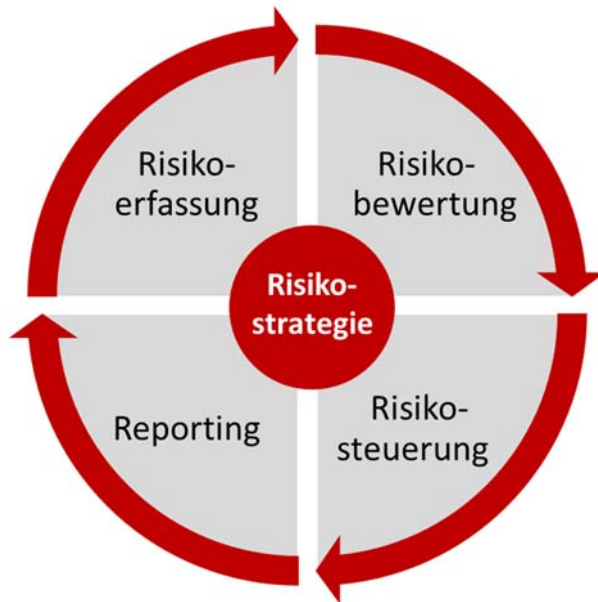 Risiko-
erfassung
Risiko-
bewertung
Risiko-
strategie
Reporting
Risiko-
steuerung